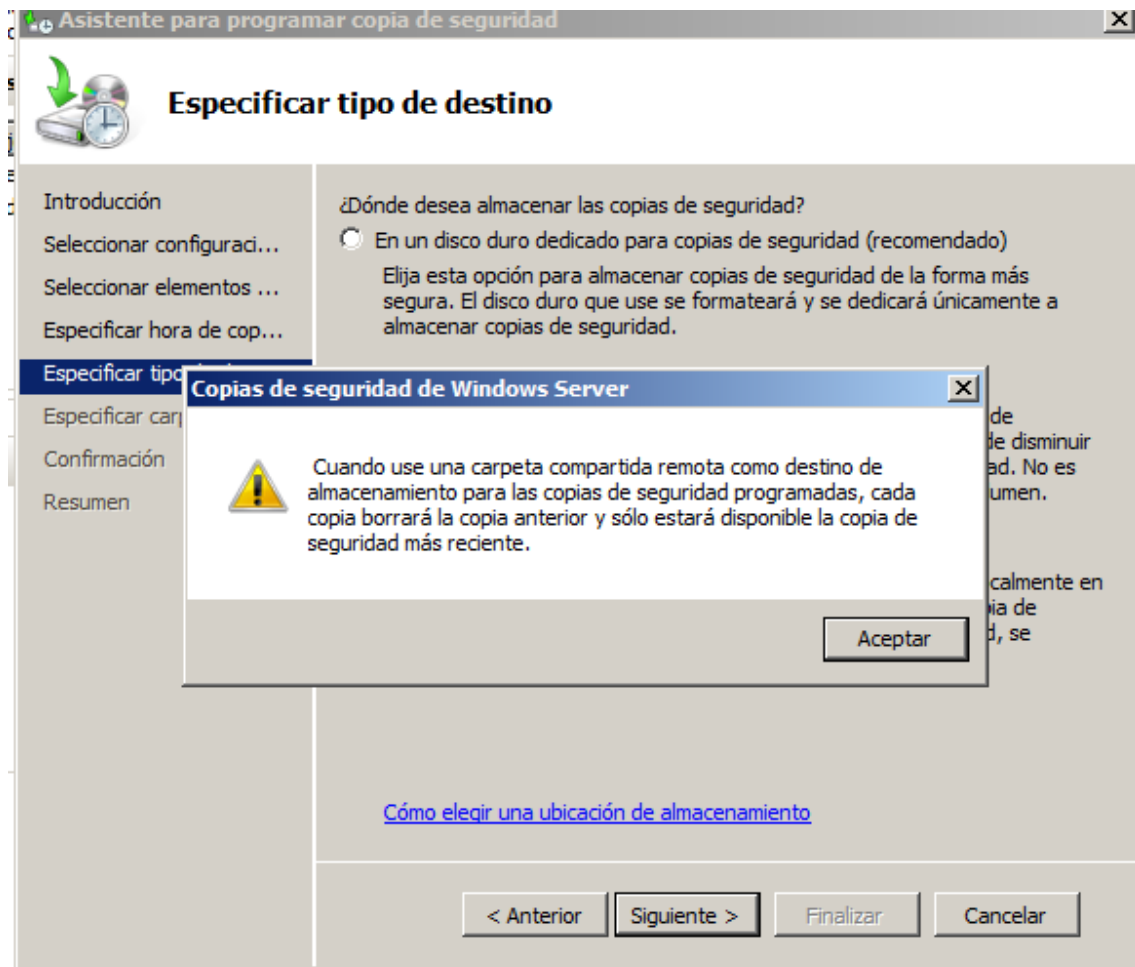 Asistente para programar copia de seguridad
Especificar tipo de destino
Introducción
Seleccionar configuraci...
Seleccionar elementos ...
Especificar hora de cop...
Especificar tipo
Especificar
Confirmación
Resumen
¿Dónde desea almacenar las copias de seguridad?
En un disco duro dedicado para copias de seguridad (recomendado)
Elija esta opción para almacenar copias de seguridad de la forma más
segura. El disco duro que use se formateará y se dedicará únicamente a
almacenar copias de seguridad.
de
de disminuir
ad. No es
umen.
calmente en
ia de
d, se
Copias de seguridad de Windows Server
Cuando use una carpeta compartida remota como destino de
almacenamiento para las copias de seguridad programadas, cada
copia borrará la copia anterior y sólo estará disponible la copia de
seguridad más reciente.
Aceptar
Cómo elegir una ubicación de almacenamiento
< Anterior
Siguiente >
Finalizar
Cancelar